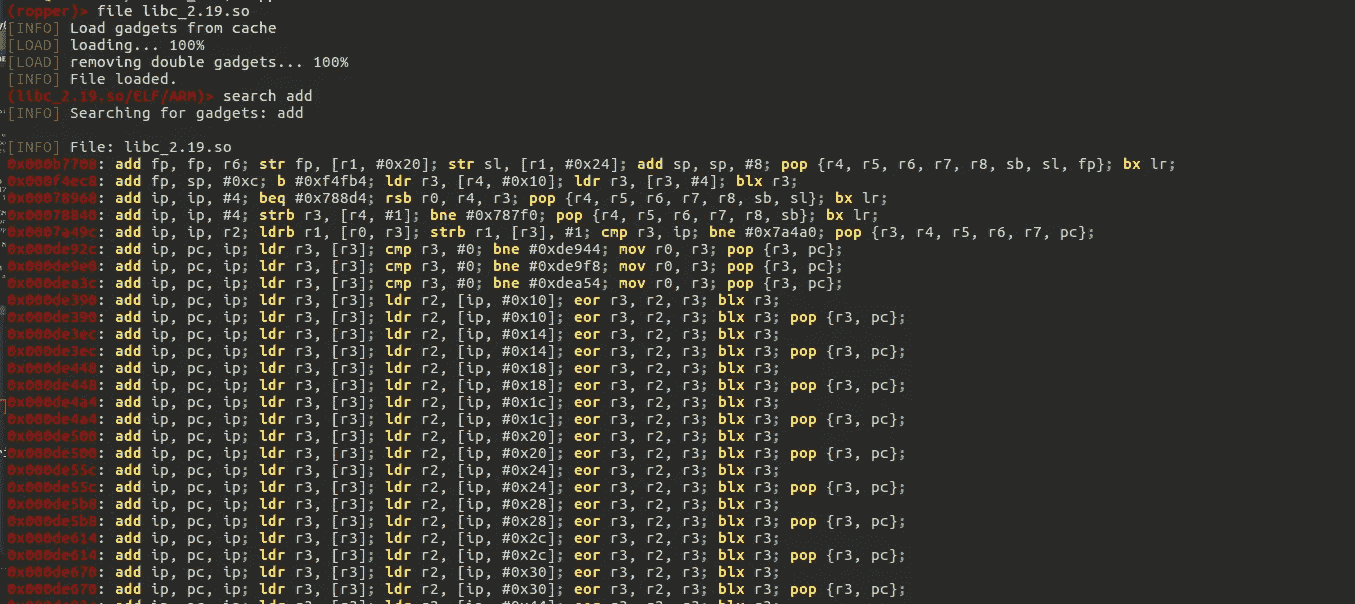 (ropper)> file libc_2.19.so
[INFO] Load gadgets from cache
[LOAD] loading... 100%
[LOAD] removing double gadgets... 100%
[INFO] File loaded.
(libc_2.19.so/ELF/ARM)> search add
[INFO] Searching for gadgets: add
[INFO] File: libc_2.19.so
0x000b7708: add fp, fp, r6; str fp, [r1, #0x20]; str sl, [r1, #0x24]; add sp, sp, #8; pop {r4, r5, r6, r7, r8, sb, sl, fp}; bx lr;
0x000f4ec8: add fp, sp, #0xc; b #0xf4fb4; ldr r3, [r4, #0x10]; ldr r3, [r3, #4]; blx r3;
0x00078968: add ip, ip, #4; beq #0x788d4; rsb r0, r4, r3; pop {r4, r5, r6, r7, r8, sb, sl}; bx lr;
0x00078840: add ip, ip, #4; strb r3, [r4, #1]; bne #0x787f0; pop {r4, r5, r6, r7, r8, sb}; bx lr;
0x0007a49c: add ip, ip, r2; ldrb r1, [r0, r3]; strb r1, [r3], #1; cmp r3, ip; bne #0x7a4a0; pop {r3, r4, r5, r6, r7, pc};
0x000de92c: add ip, pc, ip; ldr r3, [r3]; cmp r3, #0; bne #0xde944; mov r0, r3; pop {r3, pc};
0x000de9e0: add ip, pc, ip; ldr r3, [r3]; cmp r3, #0; bne #0xde9f8; mov r0, r3; pop {r3, pc};
0x000dea3c: add ip, pc, ip; ldr r3, [r3]; cmp r3, #0; bne #0xdea54; mov r0, r3; pop {r3, pc};
0x000de390: add ip, pc, ip; ldr r3, [r3]; ldr r2, [ip, #0x10]; eor r3, r2, r3; blx r3;
0x000de390: add ip, pc, ip; ldr r3, [r3]; ldr r2, [ip, #0x10]; eor r3, r2, r3; blx r3; pop {r3, pc};
0x000de3ec: add ip, pc, ip; ldr r3, [r3]; ldr r2, [ip, #0x14]; eor r3, r2, r3; blx r3;
0x000de3ec: add ip, pc, ip; ldr r3, [r3]; ldr r2, [ip, #0x14]; eor r3, r2, r3; blx r3; pop {r3, pc};
0x000de448: add ip, pc, ip; ldr r3, [r3]; ldr r2, [ip, #0x18]; eor r3, r2, r3; blx r3;
0x000de448: add ip, pc, ip; ldr r3, [r3]; ldr r2, [ip, #0x18]; eor r3, r2, r3; blx r3; pop {r3, pc};
0x000de4a4: add ip, pc, ip; ldr r3, [r3]; ldr r2, [ip, #0x1c]; eor r3, r2, r3; blx r3;
0x000de4a4: add ip, pc, ip; ldr r3, [r3]; ldr r2, [ip, #0x1c]; eor r3, r2, r3; blx r3; pop {r3, pc};
0x000de500: add ip, pc, ip; ldr r3, [r3]; ldr r2, [ip, #0x20]; eor r3, r2, r3; blx r3;
0x000de500: add ip, pc, ip; ldr r3, [r3]; ldr r2, [ip, #0x20]; eor r3, r2, r3; blx r3; pop {r3, pc};
0x000de55c: add ip, pc, ip; ldr r3, [r3]; ldr r2, [ip, #0x24]; eor r3, r2, r3; blx r3;
0x000de55c: add ip, pc, ip; ldr r3, [r3]; ldr r2, [ip, #0x24]; eor r3, r2, r3; blx r3; pop {r3, pc};
0x000de5b8: add ip, pc, ip; ldr r3, [r3]; ldr r2, [ip, #0x28]; eor r3, r2, r3; blx r3;
0x000de5b8: add ip, pc, ip; ldr r3, [r3]; ldr r2, [ip, #0x28]; eor r3, r2, r3; blx r3; pop {r3, pc};
0x000de614: add ip, pc, ip; ldr r3, [r3]; ldr r2, [ip, #0x2c]; eor r3, r2, r3; blx r3;
0x000de614: add ip, pc, ip; ldr r3, [r3]; ldr r2, [ip, #0x2c]; eor r3, r2, r3; blx r3; pop {r3, pc};
0x000de670: add ip, pc, ip; ldr r3, [r3]; ldr r2, [ip, #0x30]; eor r3, r2, r3; blx r3;
0x000de670: add ip, pc, ip; ldr r3, [r3]; ldr r2, [ip, #0x30]; eor r3, r2, r3; blx r3; pop {r3, pc};